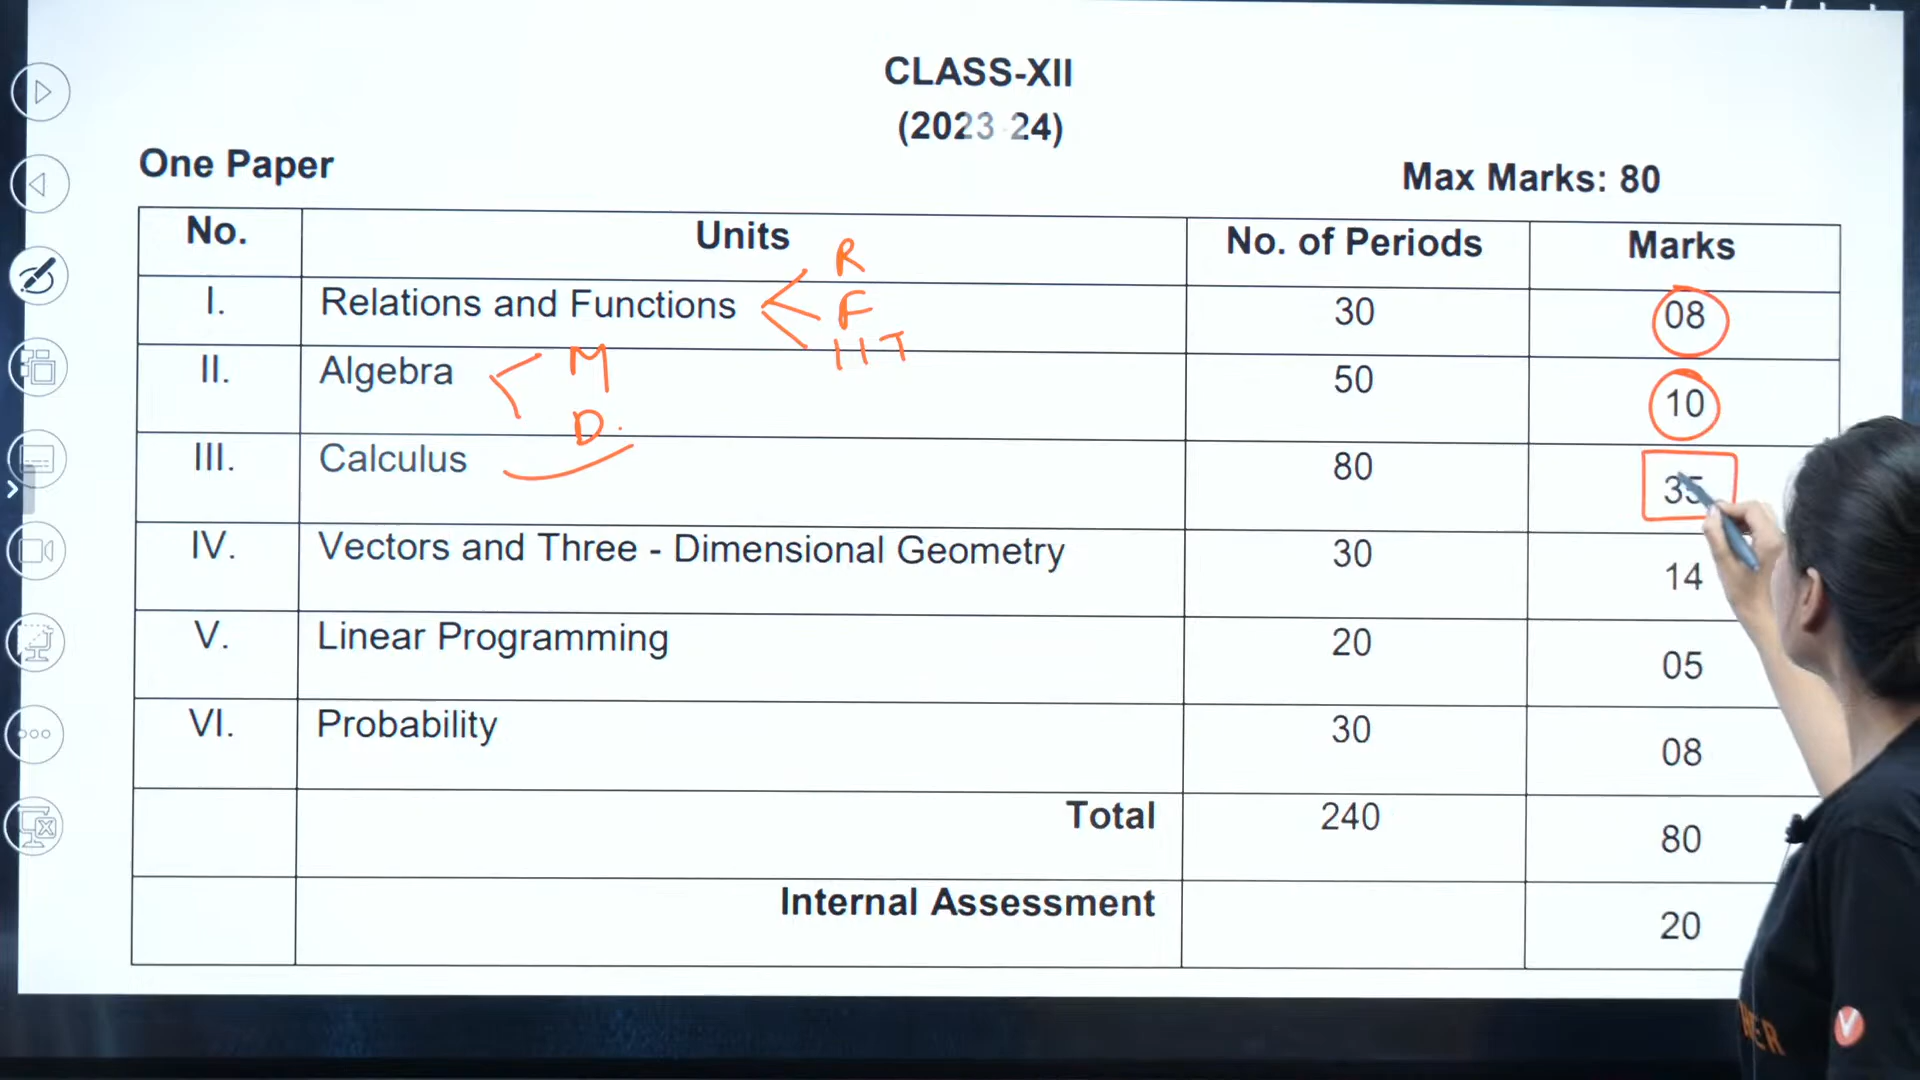 CLASS-XII
(2023-24)
One Paper
Max Marks: 80
No. Units No. of Periods Marks
R
I. Relations and Functions F 30 08
IIT
II. Algebra M 50 10
D.
III. Calculus 80 35
IV. Vectors and Three - Dimensional Geometry 30 14
V. Linear Programming 20 05
VI. Probability 30 08
Total 240 80
Internal Assessment 20
V